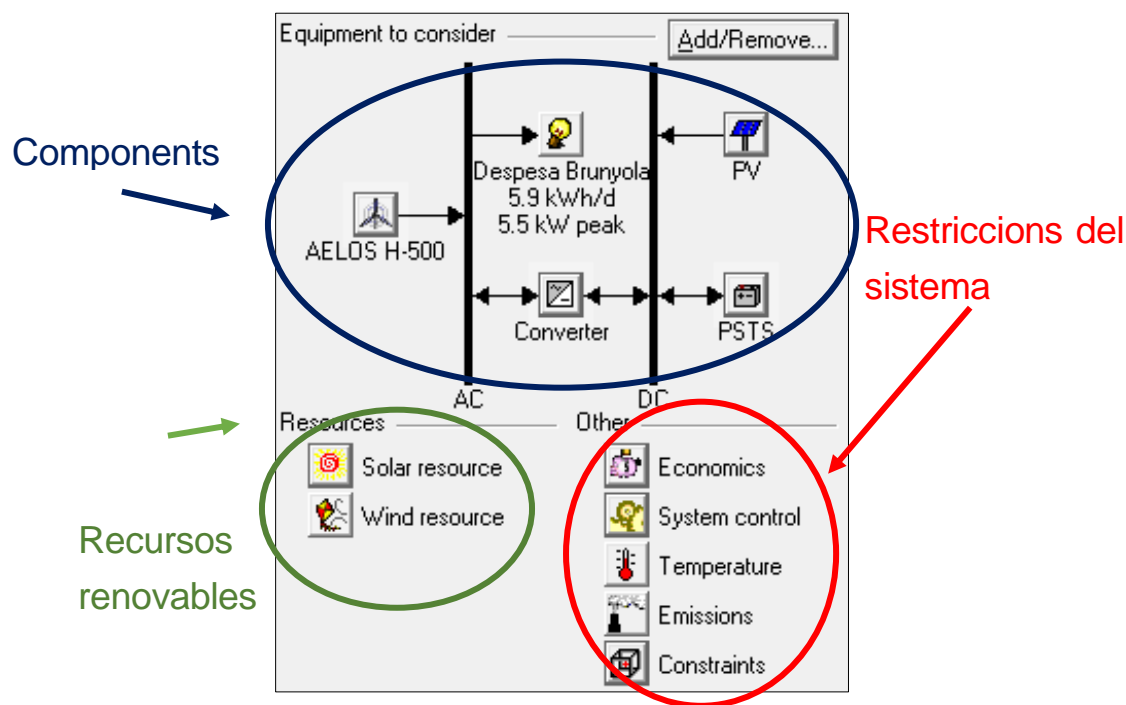 Equipment to consider
Add/Remove...
Components
Despesa Brunyola
5.9 kWh/d
5.5 kW peak
PV
AELOS H-500
Converter
PSTS
AC
DC
Restriccions del
sistema
Resources
Other
Solar resource
Wind resource
Economics
System control
Temperature
Emissions
Constraints
Recursos
renovables